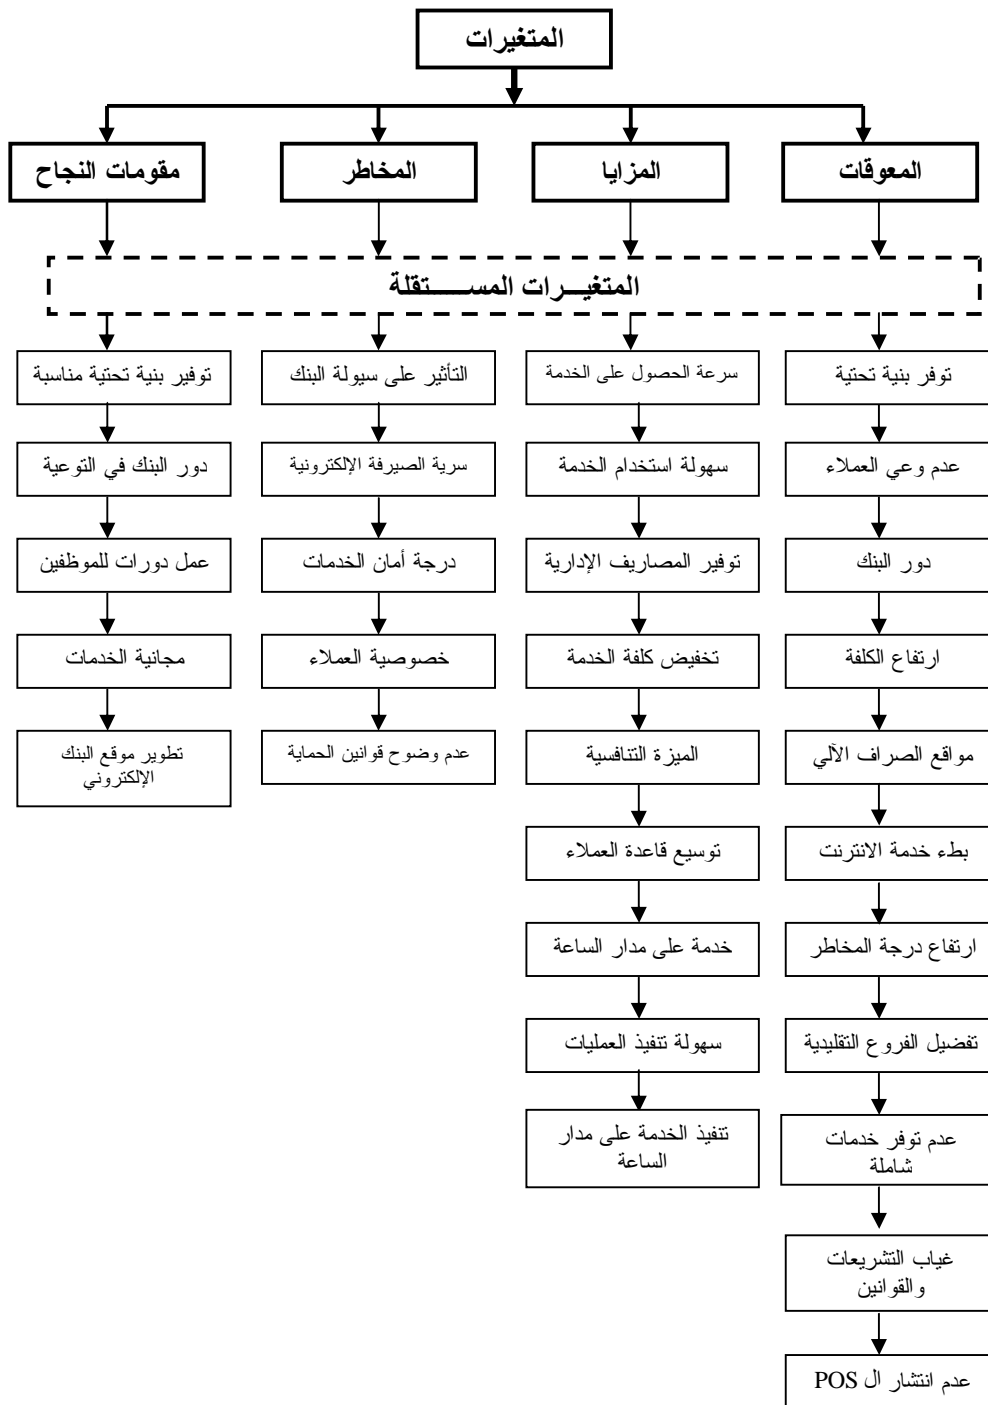 المتغيرات
المعوقات
المزايا
المخاطر
مقومات النجاح
المتغيـــرات المســــتقلة
توفر بنية تحتية
عدم وعي العملاء
دور البنك
ارتفاع الكلفة
مواقع الصراف الآلي
بطء خدمة الانترنت
ارتفاع درجة المخاطر
تفضيل الفروع التقليدية
عدم توفر خدمات
شاملة
غياب التشريعات
والقوانين
عدم انتشار ال POS
سرعة الحصول على الخدمة
سهولة استخدام الخدمة
توفير المصاريف الإدارية
تخفيض كلفة الخدمة
الميزة التنافسية
توسيع قاعدة العملاء
خدمة على مدار الساعة
سهولة تنفيذ العمليات
تنفيذ الخدمة على مدار
الساعة
التأثير على سيولة البنك
سرية الصيرفة الإلكترونية
درجة أمان الخدمات
خصوصية العملاء
عدم وضوح قوانين الحماية
توفير بنية تحتية مناسبة
دور البنك في التوعية
عمل دورات للموظفين
مجانية الخدمات
تطوير موقع البنك
الإلكتروني